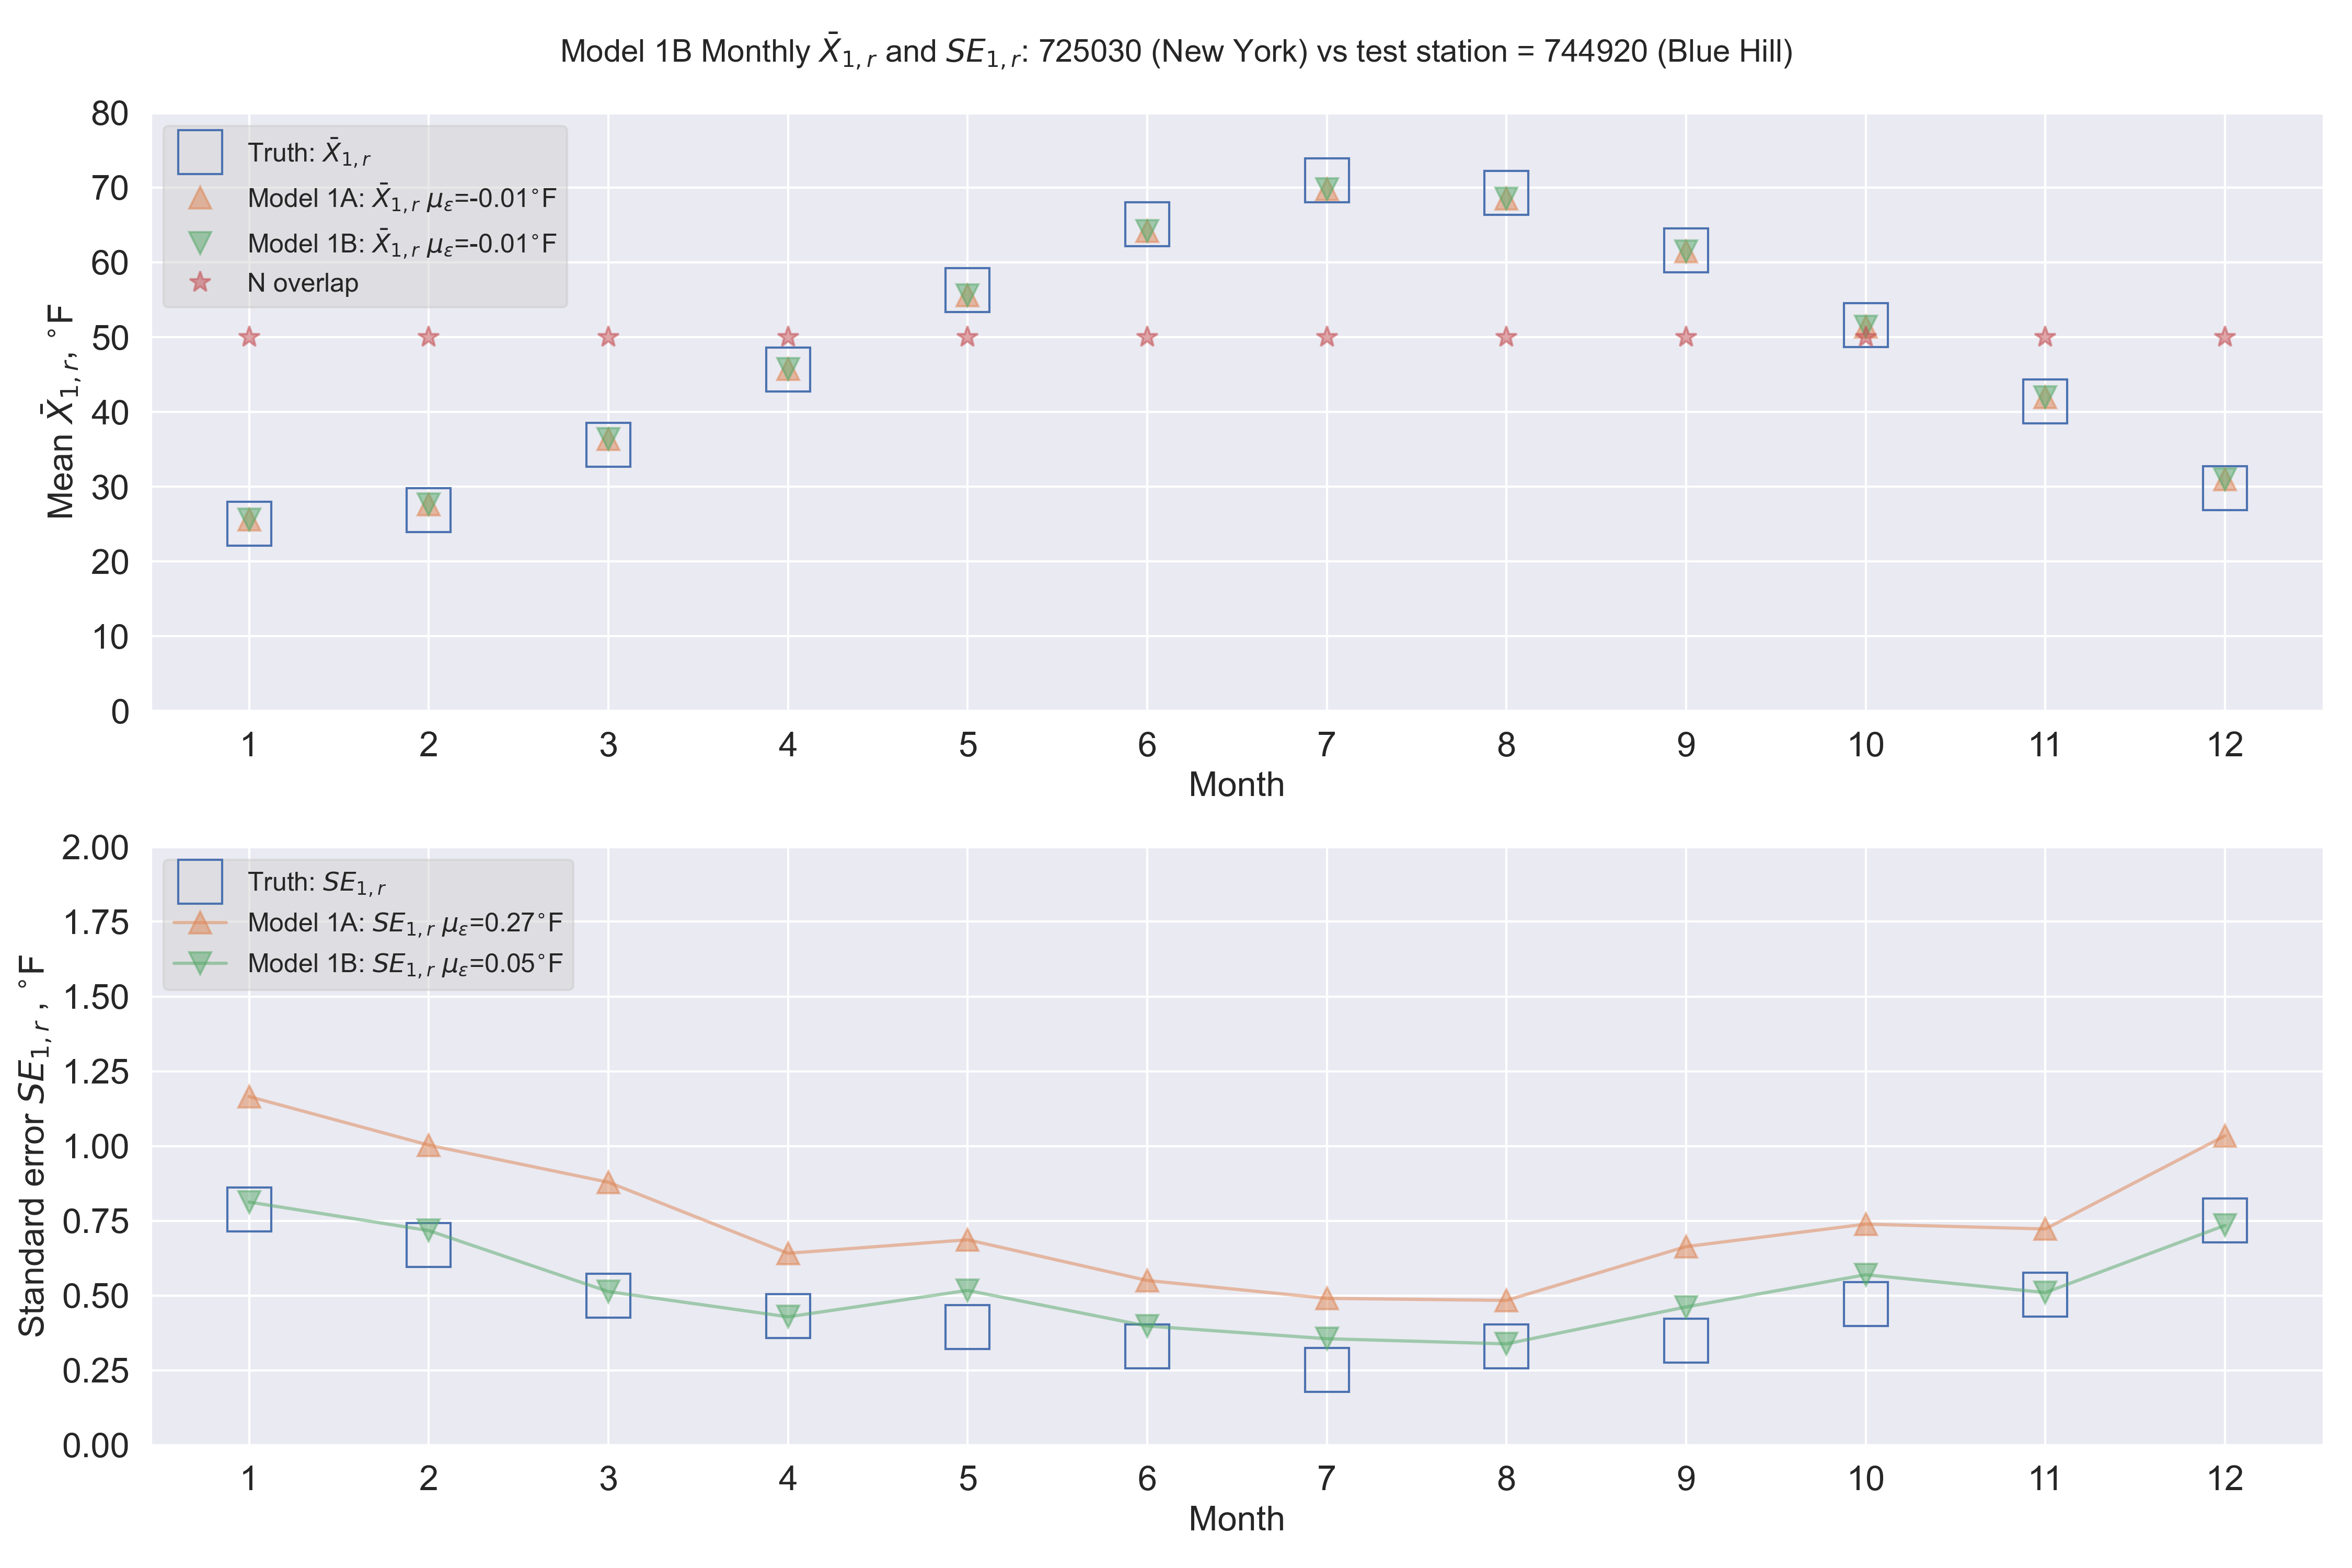 Model 1B Monthly X̄₁,ᵣ and SE₁,ᵣ: 725030 (New York) vs test station = 744920 (Blue Hill)
Mean X̄₁,ᵣ, °F
80
70
60
50
40
30
20
10
0
Truth: X̄₁,ᵣ
Model 1A: X̄₁,ᵣ με=-0.01°F
Model 1B: X̄₁,ᵣ με=-0.01°F
N overlap
1 2 3 4 5 6 7 8 9 10 11 12
Month
Standard error SE₁,ᵣ , °F
2.00
1.75
1.50
1.25
1.00
0.75
0.50
0.25
0.00
Truth: SE₁,ᵣ
Model 1A: SE₁,ᵣ με=0.27°F
Model 1B: SE₁,ᵣ με=0.05°F
1 2 3 4 5 6 7 8 9 10 11 12
Month